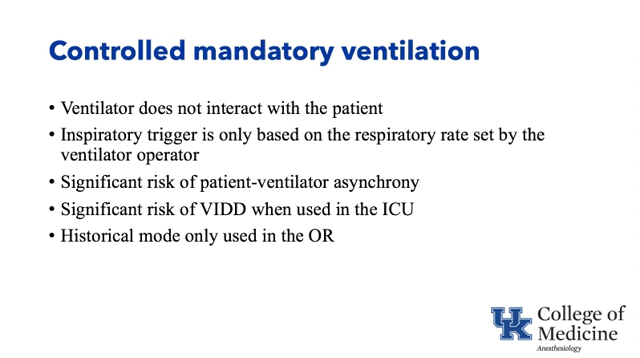 Controlled mandatory ventilation
• Ventilator does not interact with the patient
• Inspiratory trigger is only based on the respiratory rate set by the
ventilator operator
• Significant risk of patient-ventilator asynchrony
• Significant risk of VIDD when used in the ICU
• Historical mode only used in the OR
UK
College of
Medicine
Anesthesiology